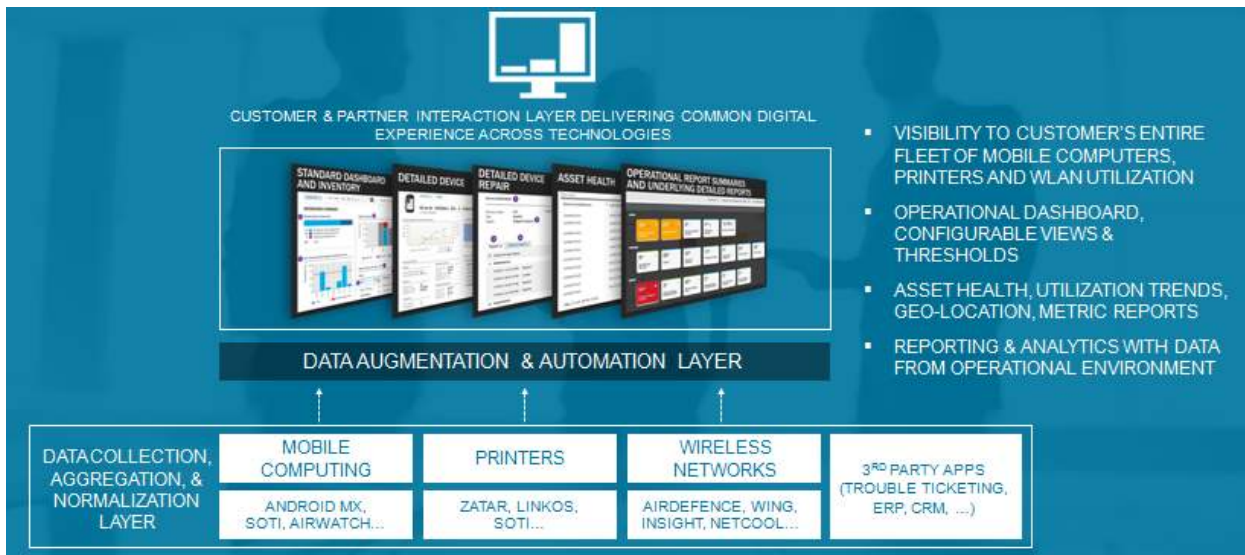 CUSTOMER & PARTNER INTERACTION LAYER DELIVERING COMMON DIGITAL
EXPERIENCE ACROSS TECHNOLOGIES
STANDARD DASHBOARD
AND INVENTORY
DETAILED DEVICE
DETAILED DEVICE
REPAIR
ASSET HEALTH
OPERATIONAL REPORT SUMMARIES
AND UNDERLYING DETAILED REPORTS
DATA AUGMENTATION & AUTOMATION LAYER
DATA COLLECTION,
AGGREGATION, &
NORMALIZATION
LAYER
MOBILE
COMPUTING
ANDROID MX,
SOTI, AIRWATCH...
PRINTERS
ZATAR, LINKOS,
SOTI...
WIRELESS
NETWORKS
AIRDEFENCE, WING,
INSIGHT, NETCOOL...
3RD PARTY APPS
(TROUBLE TICKETING,
ERP, CRM, ...)
▪ VISIBILITY TO CUSTOMER'S ENTIRE
FLEET OF MOBILE COMPUTERS,
PRINTERS AND WLAN UTILIZATION
▪ OPERATIONAL DASHBOARD,
CONFIGURABLE VIEWS &
THRESHOLDS
▪ ASSET HEALTH, UTILIZATION TRENDS,
GEO-LOCATION, METRIC REPORTS
▪ REPORTING & ANALYTICS WITH DATA
FROM OPERATIONAL ENVIRONMENT